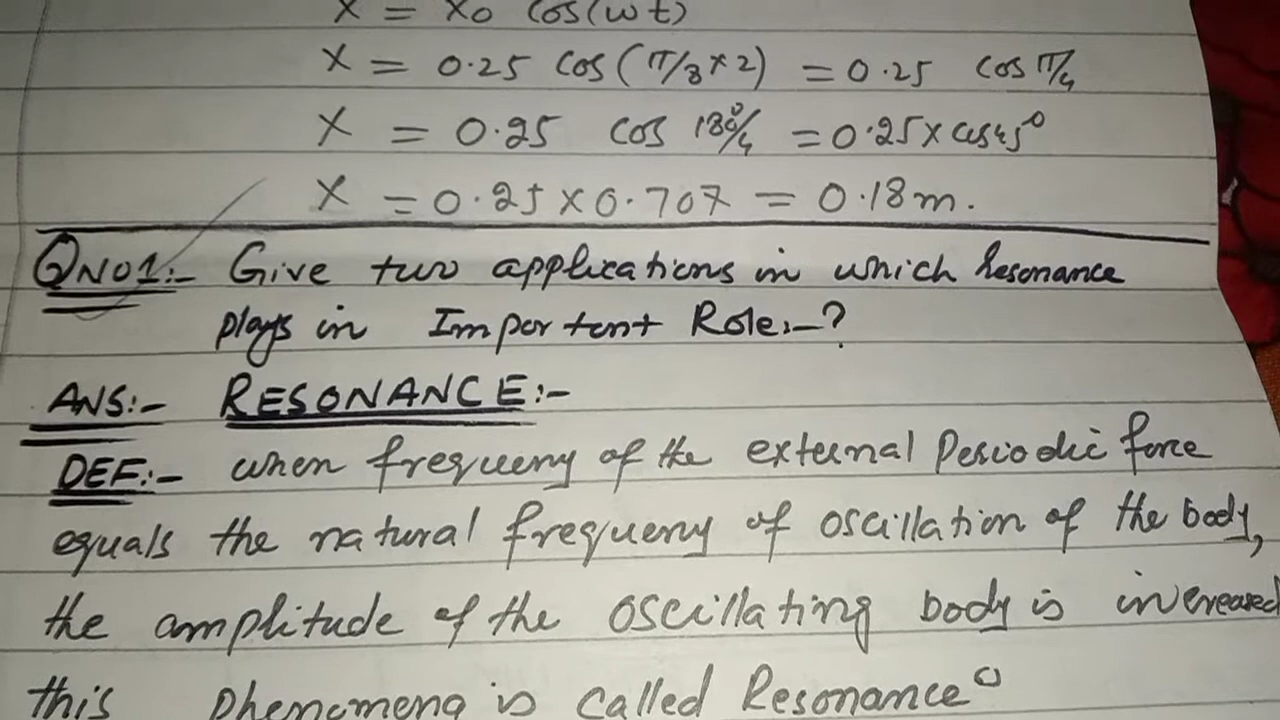 X = X0 Cos(wt)
X = 0.25 Cos (π/8 × 2) = 0.25 Cos π/4
X = 0.25 Cos 180°/4 = 0.25 × cos 45°
X = 0.25 × 0.707 = 0.18m.
QNO1:- Give two applications in which Resonance
plays in Important Role:-?
ANS:- RESONANCE:-
DEF:- when frequency of the external Periodic force
equals the natural frequency of oscillation of the body,
the amplitude of the oscillating body is increased
this phenomena is called Resonance